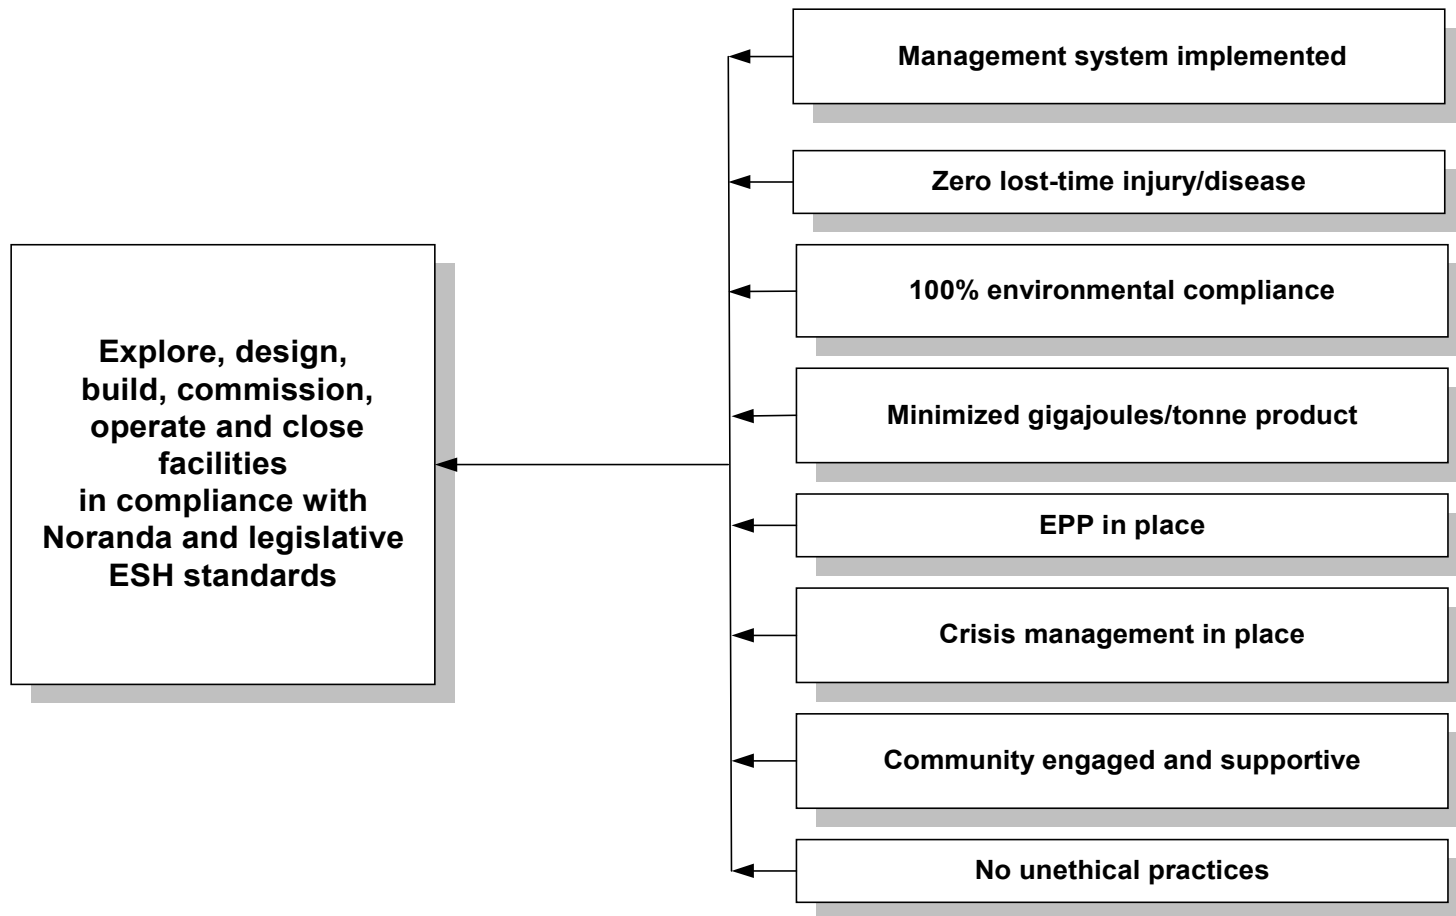 Management system implemented
Zero lost-time injury/disease
100% environmental compliance
Explore, design,
build, commission,
operate and close
facilities
in compliance with
Noranda and legislative
ESH standards
Minimized gigajoules/tonne product
EPP in place
Crisis management in place
Community engaged and supportive
No unethical practices